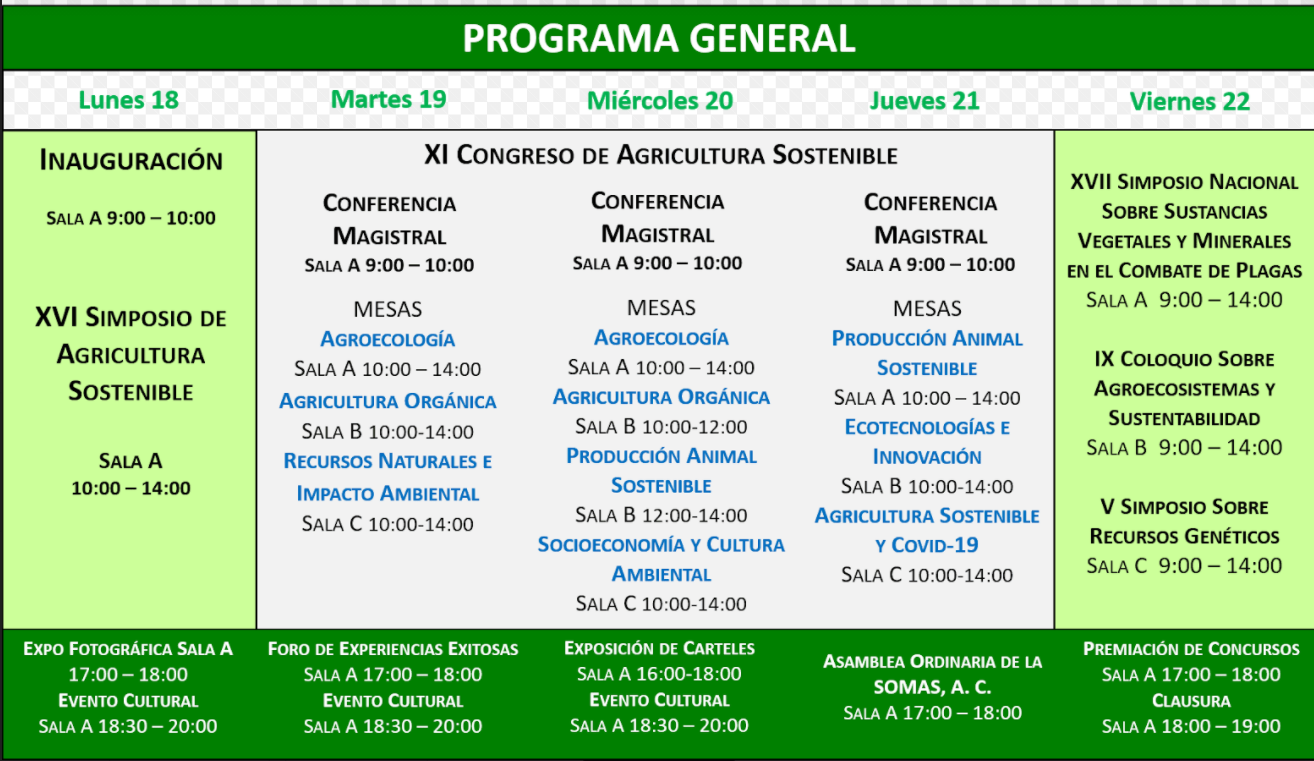 PROGRAMA GENERAL
Lunes 18
Martes 19
Miércoles 20
Jueves 21
Viernes 22
INAUGURACIÓN
SALA A 9:00 – 10:00
XVI SIMPOSIO DE
AGRICULTURA
SOSTENIBLE
SALA A
10:00 – 14:00
XI CONGRESO DE AGRICULTURA SOSTENIBLE
CONFERENCIA
MAGISTRAL
SALA A 9:00 – 10:00
MESAS
AGROECOLOGÍA
SALA A 10:00 – 14:00
AGRICULTURA ORGÁNICA
SALA B 10:00-14:00
RECURSOS NATURALES E
IMPACTO AMBIENTAL
SALA C 10:00-14:00
CONFERENCIA
MAGISTRAL
SALA A 9:00 – 10:00
MESAS
AGROECOLOGÍA
SALA A 10:00 – 14:00
AGRICULTURA ORGÁNICA
SALA B 10:00-12:00
PRODUCCIÓN ANIMAL
SOSTENIBLE
SALA B 12:00-14:00
SOCIOECONOMÍA Y CULTURA
AMBIENTAL
SALA C 10:00-14:00
CONFERENCIA
MAGISTRAL
SALA A 9:00 – 10:00
MESAS
PRODUCCIÓN ANIMAL
SOSTENIBLE
SALA A 10:00 – 14:00
ECOTECNOLOGÍAS E
INNOVACIÓN
SALA B 10:00-14:00
AGRICULTURA SOSTENIBLE
Y COVID-19
SALA C 10:00-14:00
XVII SIMPOSIO NACIONAL
SOBRE SUSTANCIAS
VEGETALES Y MINERALES
EN EL COMBATE DE PLAGAS
SALA A 9:00 – 14:00
IX COLOQUIO SOBRE
AGROECOSISTEMAS Y
SUSTENTABILIDAD
SALA B 9:00 – 14:00
V SIMPOSIO SOBRE
RECURSOS GENÉTICOS
SALA C 9:00 – 14:00
EXPO FOTOGRÁFICA SALA A
17:00 – 18:00
EVENTO CULTURAL
SALA A 18:30 – 20:00
FORO DE EXPERIENCIAS EXITOSAS
SALA A 17:00 – 18:00
EVENTO CULTURAL
SALA A 18:30 – 20:00
EXPOSICIÓN DE CARTELES
SALA A 16:00-18:00
EVENTO CULTURAL
SALA A 18:30 – 20:00
ASAMBLEA ORDINARIA DE LA
SOMAS, A. C.
SALA A 17:00 – 18:00
PREMIACIÓN DE CONCURSOS
SALA A 17:00 – 18:00
CLAUSURA
SALA A 18:00 – 19:00